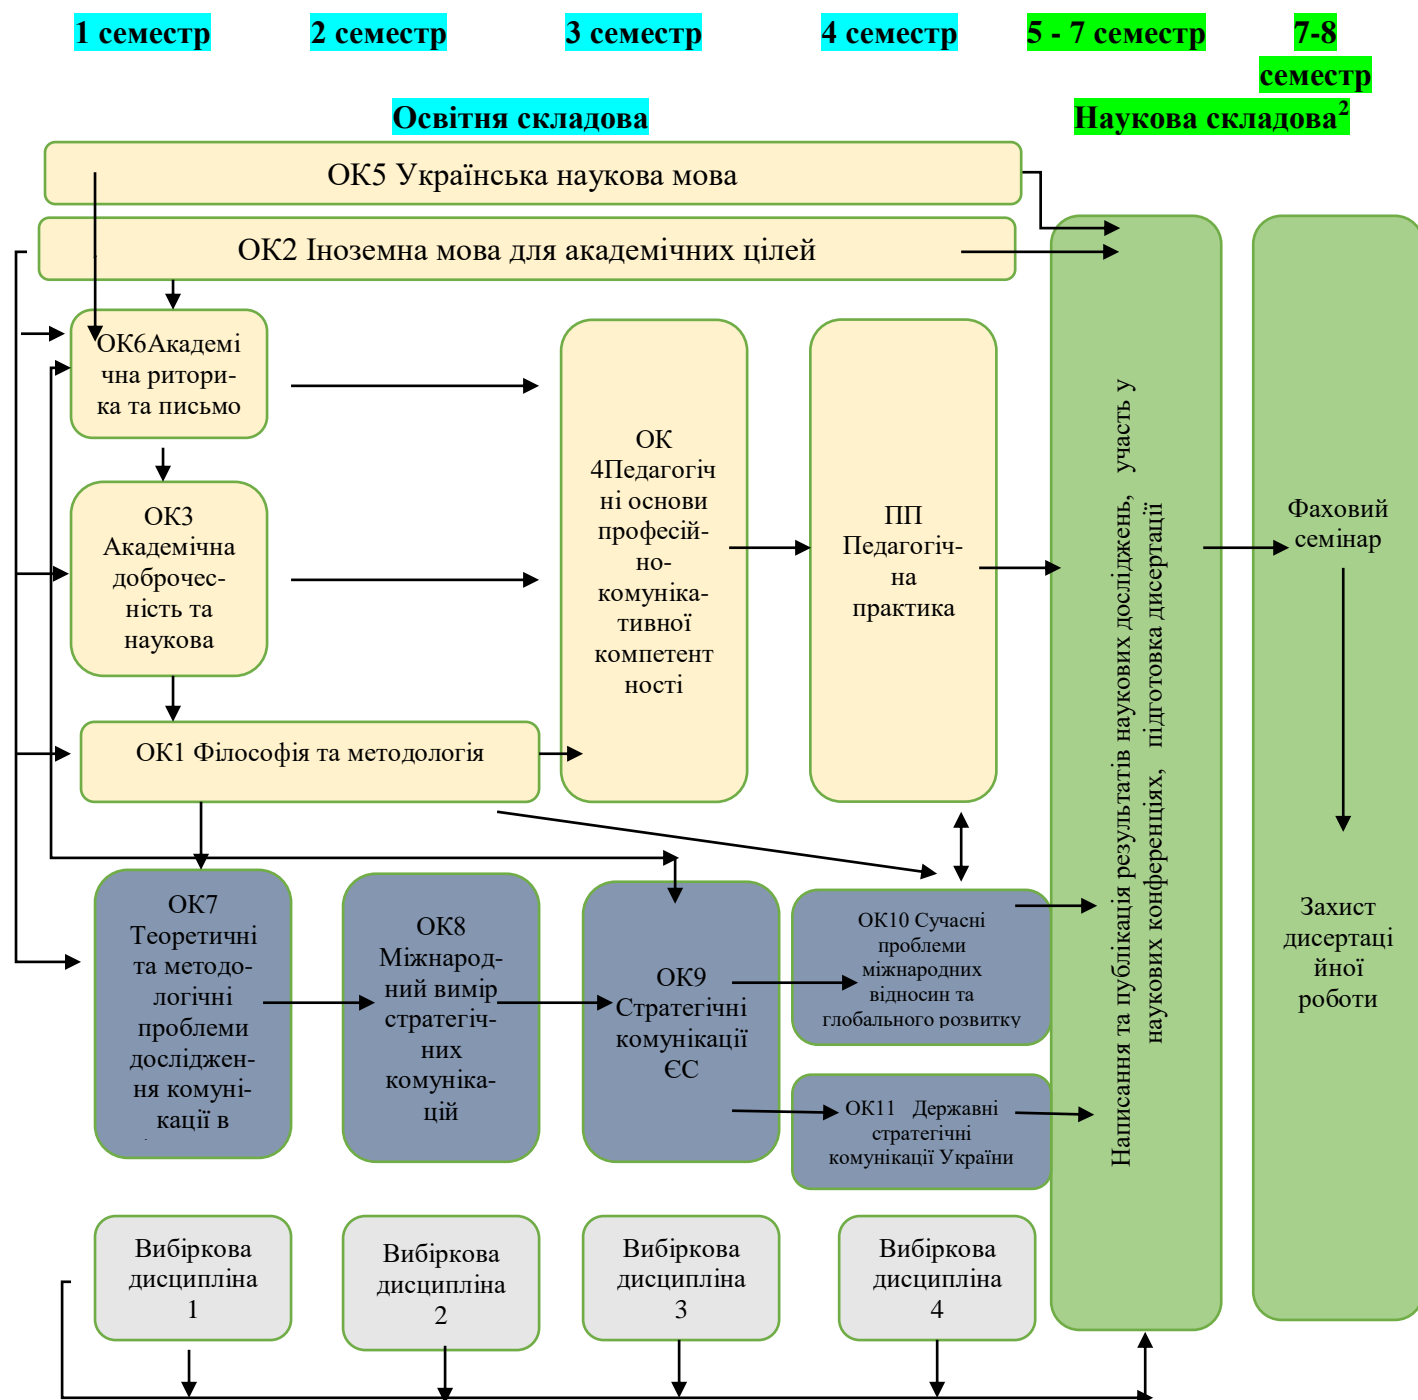 1 семестр 2 семестр 3 семестр 4 семестр 5 - 7 семестр 7-8
семестр
Освітня складова Наукова складова²
ОК5 Українська наукова мова
ОК2 Іноземна мова для академічних цілей
ОК6Академі
чна ритори-
ка та письмо
ОК3
Академічна
доброчес-
ність та
наукова
ОК1 Філософія та методологія
ОК
4Педагогіч
ні основи
професій-
но-
комуніка-
тивної
компетент
ності
ПП
Педагогіч-
на
практика
ОК7
Теоретичні
та методо-
логічні
проблеми
досліджен-
ня комуні-
кації в
ОК8
Міжнарод-
ний вимір
стратегіч-
них
комуніка-
цій
ОК9
Стратегічні
комунікації
ЄС
ОК10 Сучасні
проблеми
міжнародних
відносин та
глобального розвитку
ОК11 Державні
стратегічні
комунікації України
Вибіркова
дисципліна
1
Вибіркова
дисципліна
2
Вибіркова
дисципліна
3
Вибіркова
дисципліна
4
Написання та публікація результатів наукових досліджень, участь у
наукових конференціях, підготовка дисертації
Фаховий
семінар
Захист
дисертаці
йної
роботи